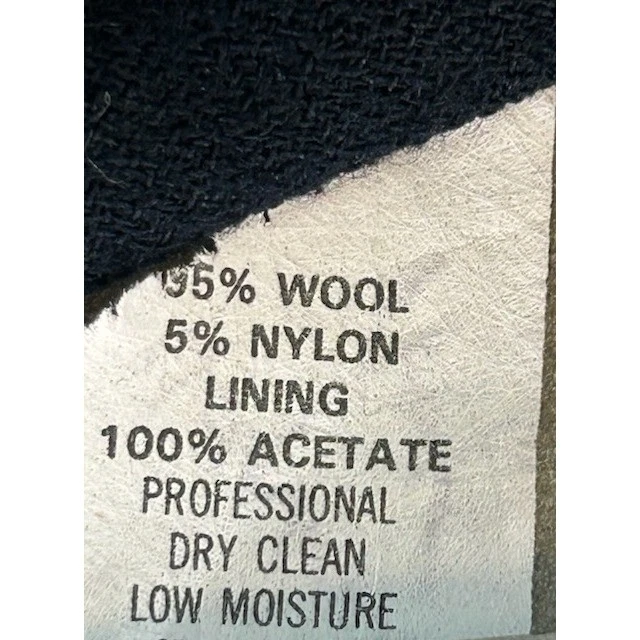 95% WOOL
5% NYLON
LINING
100% ACETATE
PROFESSIONAL
DRY CLEAN
LOW MOISTURE